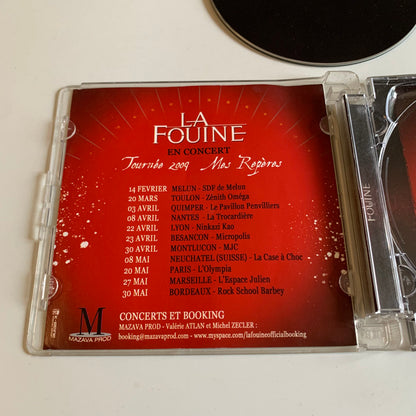 LA
FOUINE
EN CONCERT
Tournée 2009 Mes Repères
14 FEVRIER MELUN - SDF de Melun
20 MARS TOULON - Zénith Oméga
03 AVRIL QUIMPER - Le Pavillon Penvilliers
08 AVRIL NANTES - La Trocardière
22 AVRIL LYON - Ninkazi Kao
23 AVRIL BESANCON - Micropolis
30 AVRIL MONTLUCON - MJC
08 MAI NEUCHATEL (SUISSE) - La Case à Choc
20 MAI PARIS - L'Olympia
27 MAI MARSEILLE - L'Espace Julien
30 MAI BORDEAUX - Rock School Barbey
M
MAZAVA PROD
CONCERTS ET BOOKING
MAZAVA PROD - Valérie ATLAN et Michel ZECLER :
booking@mazavaprod.com - www.myspace.com/lafouineofficialbooking
FOUINE